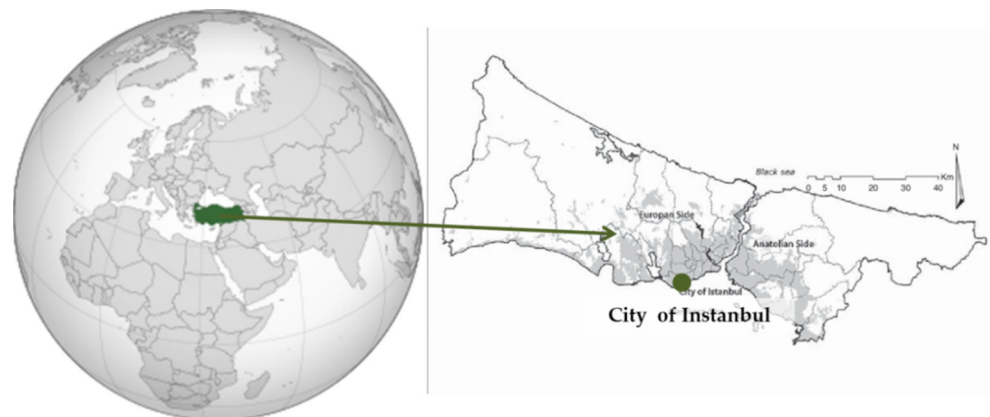 N
Black sea
Km
0 5 10 20 30 40
Europan Side
Anatolian Side
City of Istanbul
City of Instanbul